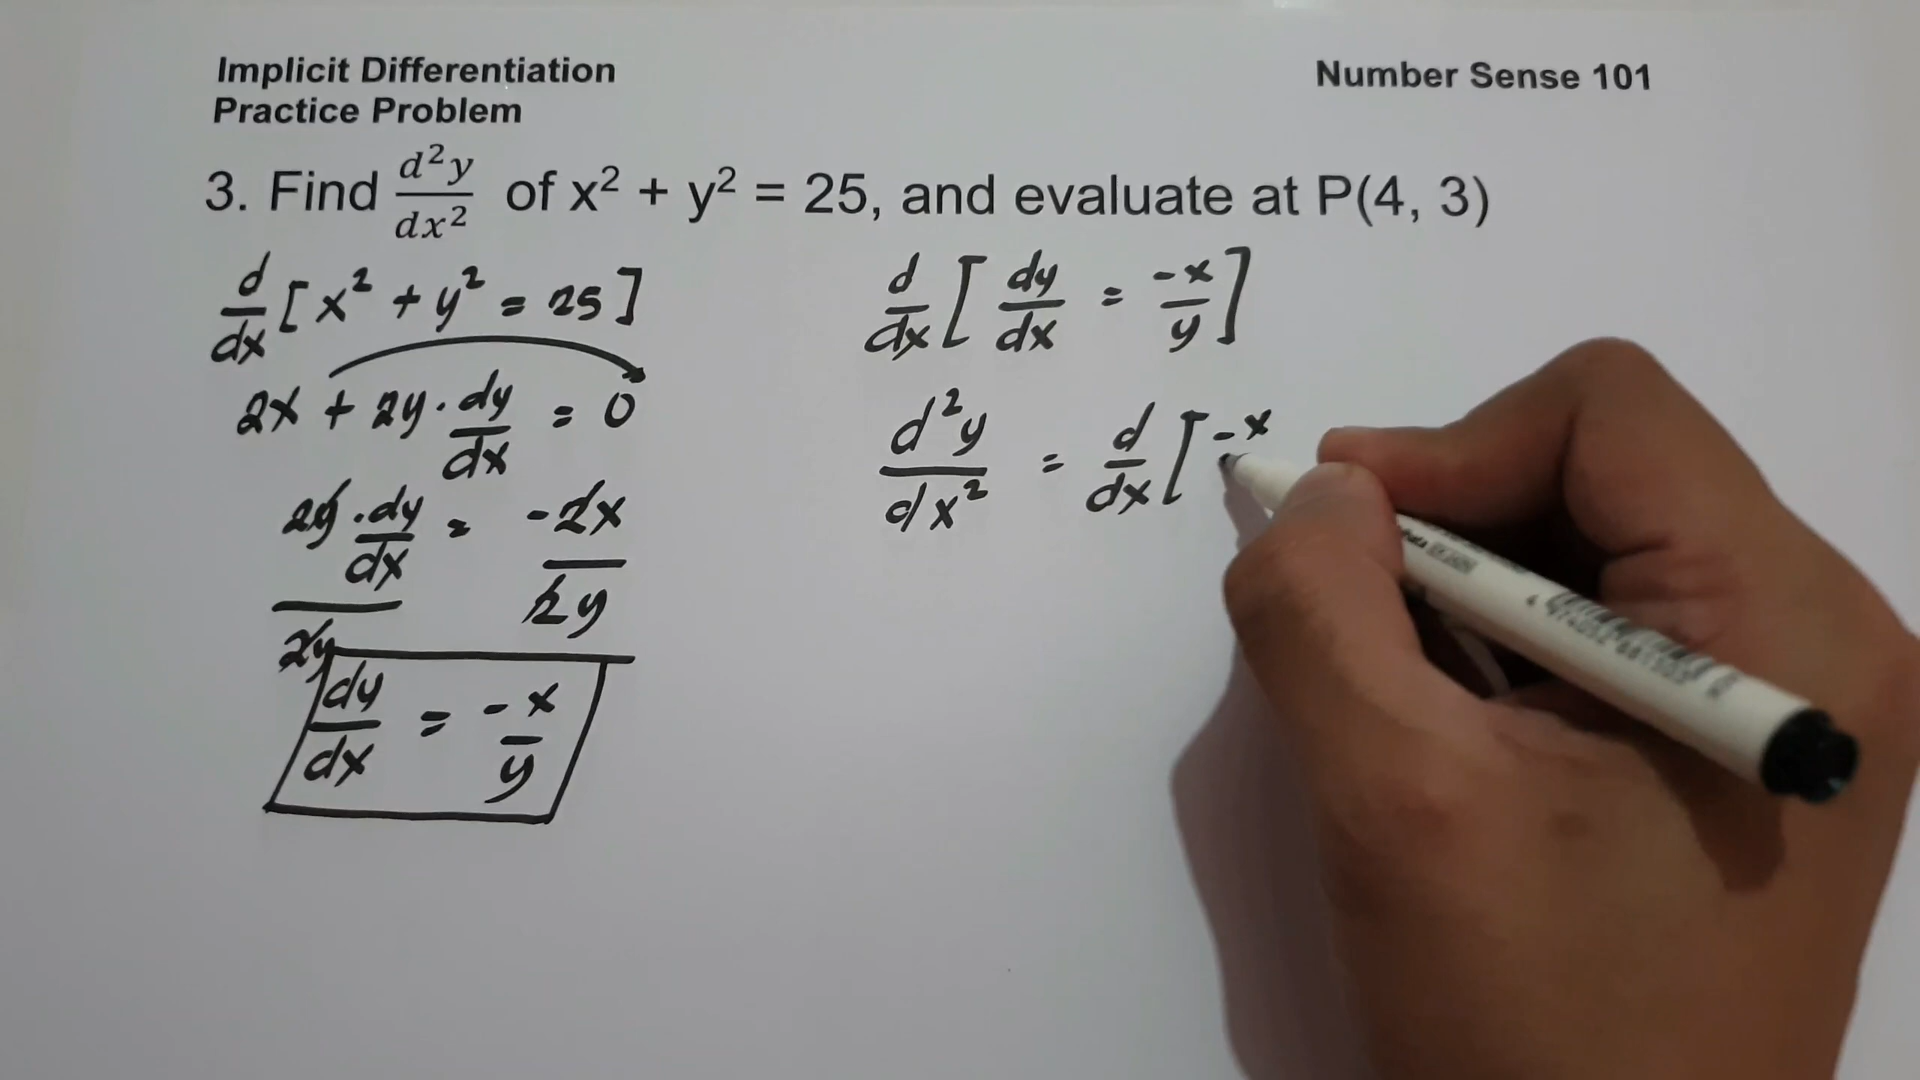 Implicit Differentiation
Practice Problem
Number Sense 101
3. Find d²y/dx² of x² + y² = 25, and evaluate at P(4, 3)
d/dx [x² + y² = 25]
2x + 2y · dy/dx = 0
2y · dy/dx / 2y = -2x / 2y
dy/dx = -x/y
d/dx [dy/dx = -x/y]
d²y/dx² = d/dx [-x